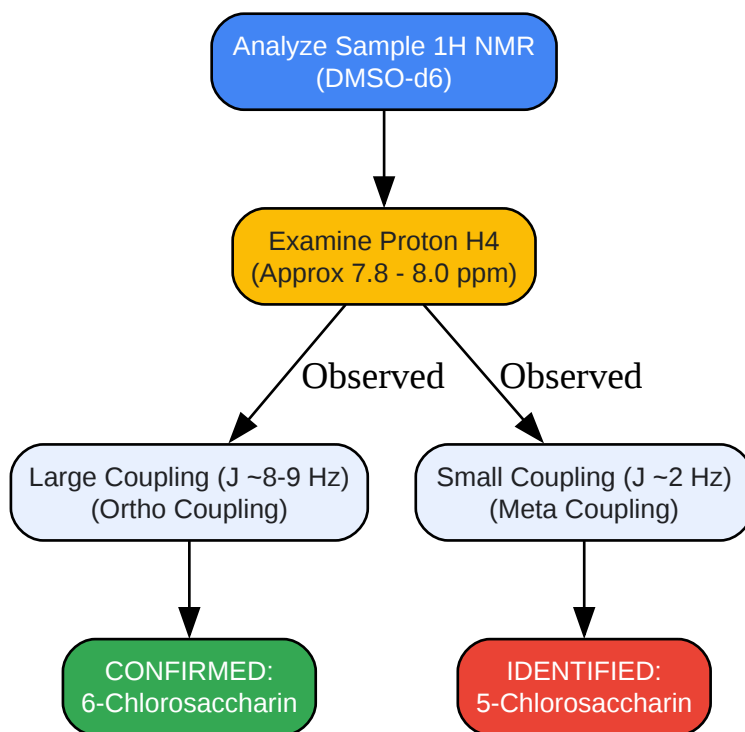 Analyze Sample 1H NMR
(DMSO-d6)
Examine Proton H4
(Approx 7.8 - 8.0 ppm)
Observed
Observed
Large Coupling (J ~8-9 Hz)
(Ortho Coupling)
Small Coupling (J ~2 Hz)
(Meta Coupling)
CONFIRMED:
6-Chlorosaccharin
IDENTIFIED:
5-Chlorosaccharin